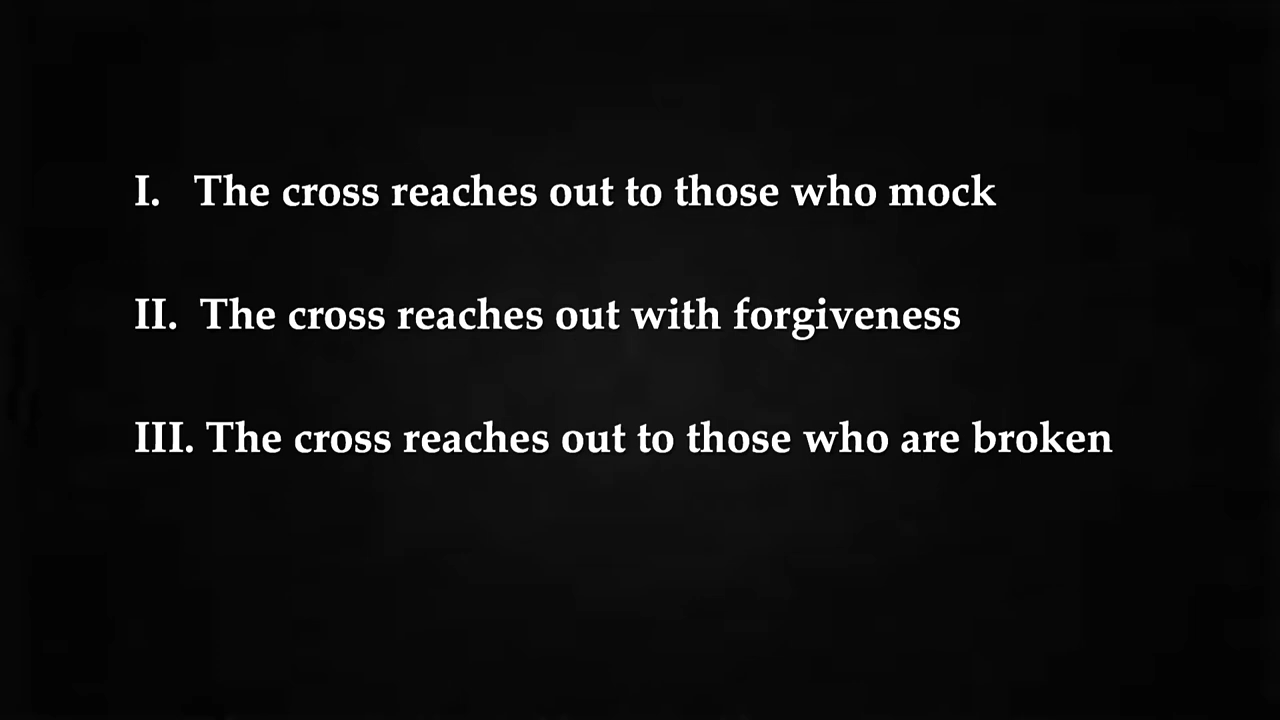 I. The cross reaches out to those who mock
II. The cross reaches out with forgiveness
III. The cross reaches out to those who are broken